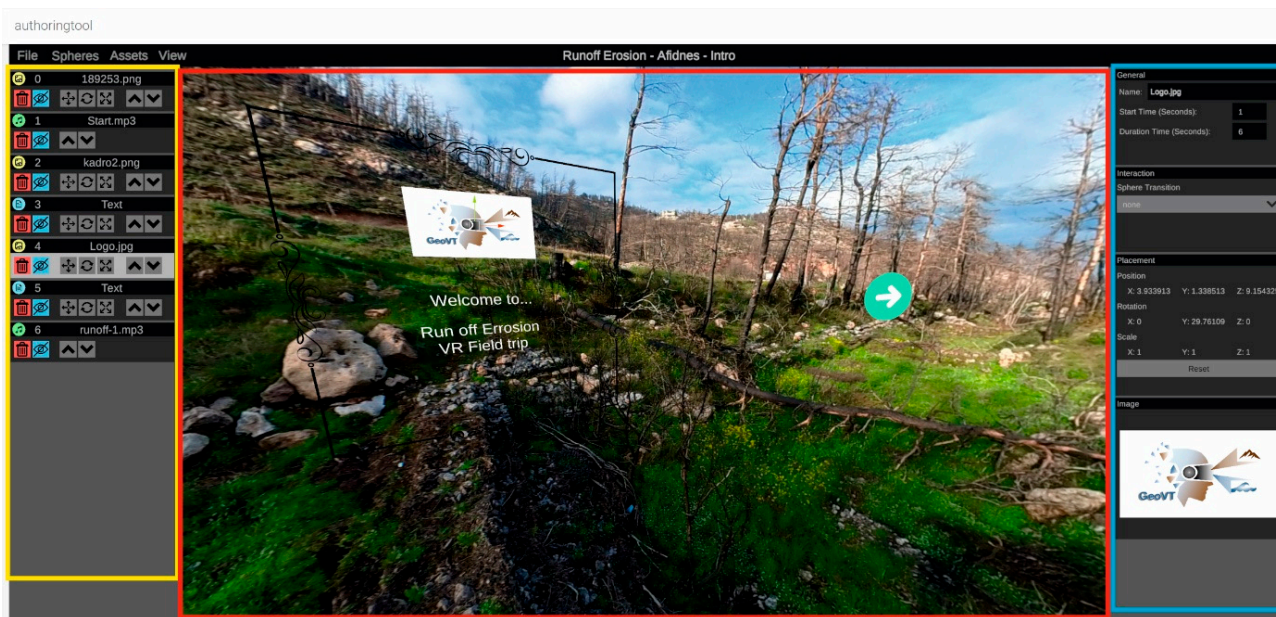 authoringtool
File Spheres Assets View
Runoff Erosion - Afidnes - Intro
0 189253.png
1 Start.mp3
2 kadro2.png
3 Text
4 Logo.jpg
5 Text
6 runoff-1.mp3
GeoVT
Welcome to...
Run off Errosion
VR Field trip
General
Name: Logo.jpg
Start Time (Seconds): 1
Duration Time (Seconds): 6
Interaction
Sphere Transition
none
Placement
Position
X: 3.933913 Y: 1.338513 Z: 9.154325
Rotation
X: 0 Y: 29.76109 Z: 0
Scale
X: 1 Y: 1 Z: 1
Reset
Image
GeoVT